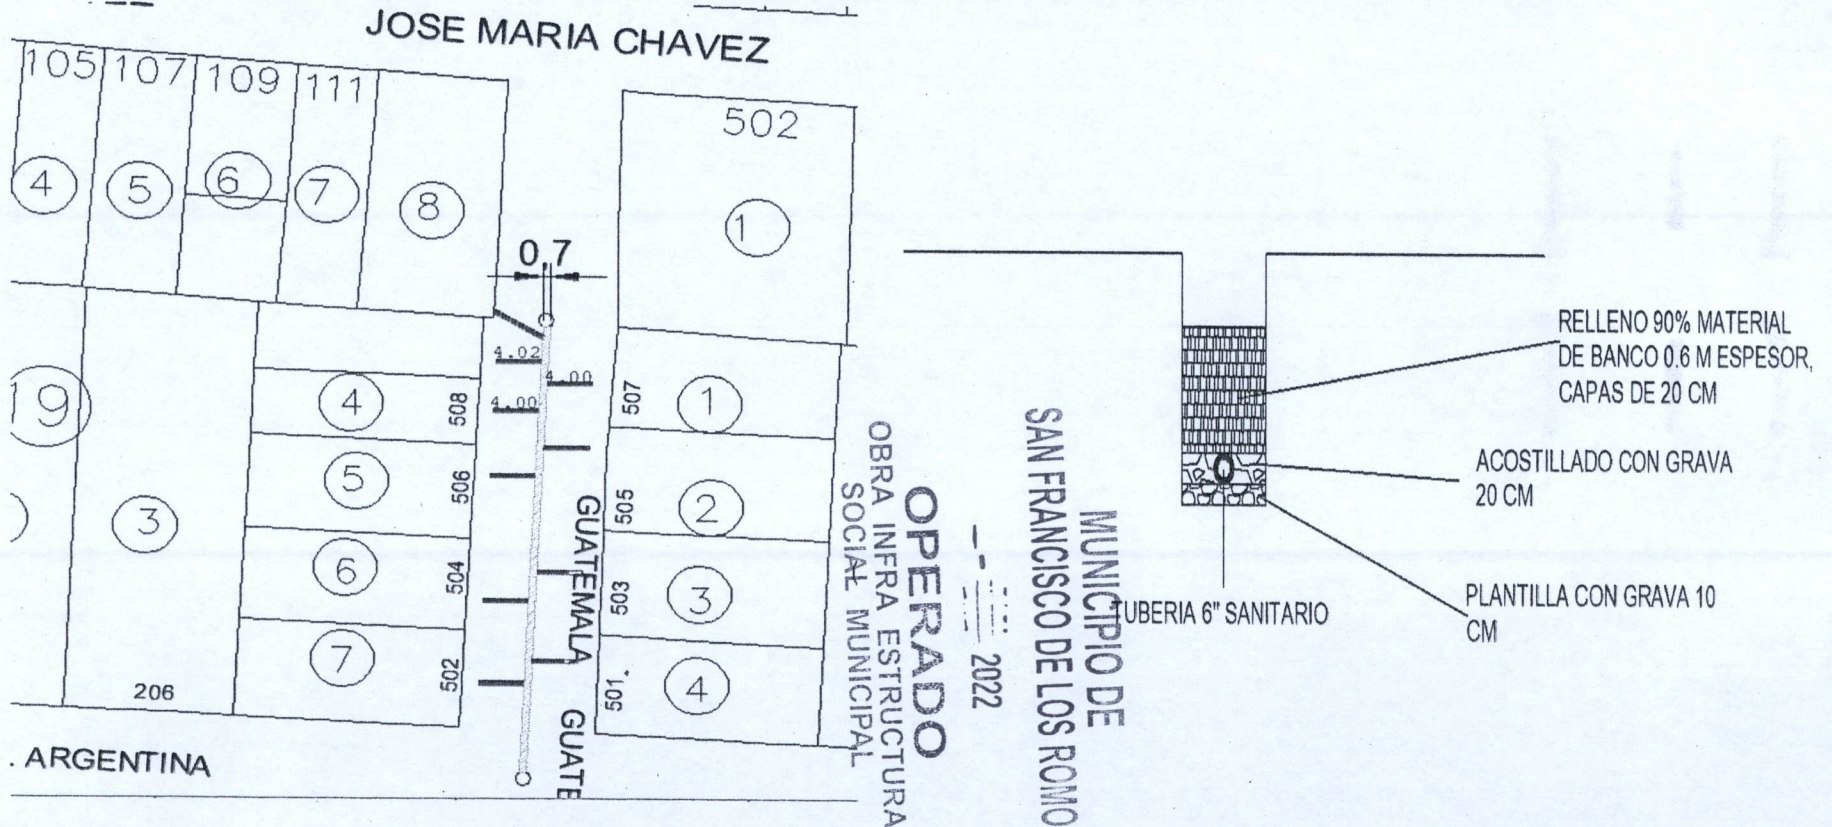 JOSE MARIA CHAVEZ
105 107 109 111
4 5 6 7 8
502
1
0.7
4.02
4.00
4.00
19
3
206
4
508
5
596
6
504
7
502
507
1
505
2
503
3
501
4
GUATEMALA GUATE
. ARGENTINA
OPERADO
OBRA INFRA ESTRUCTURA
SOCIAL MUNICIPAL
2022
MUNICIPIO DE
SAN FRANCISCO DE LOS ROMO
RELLENO 90% MATERIAL
DE BANCO 0.6 M ESPESOR,
CAPAS DE 20 CM
ACOSTILLADO CON GRAVA
20 CM
PLANTILLA CON GRAVA 10
CM
TUBERIA 6" SANITARIO